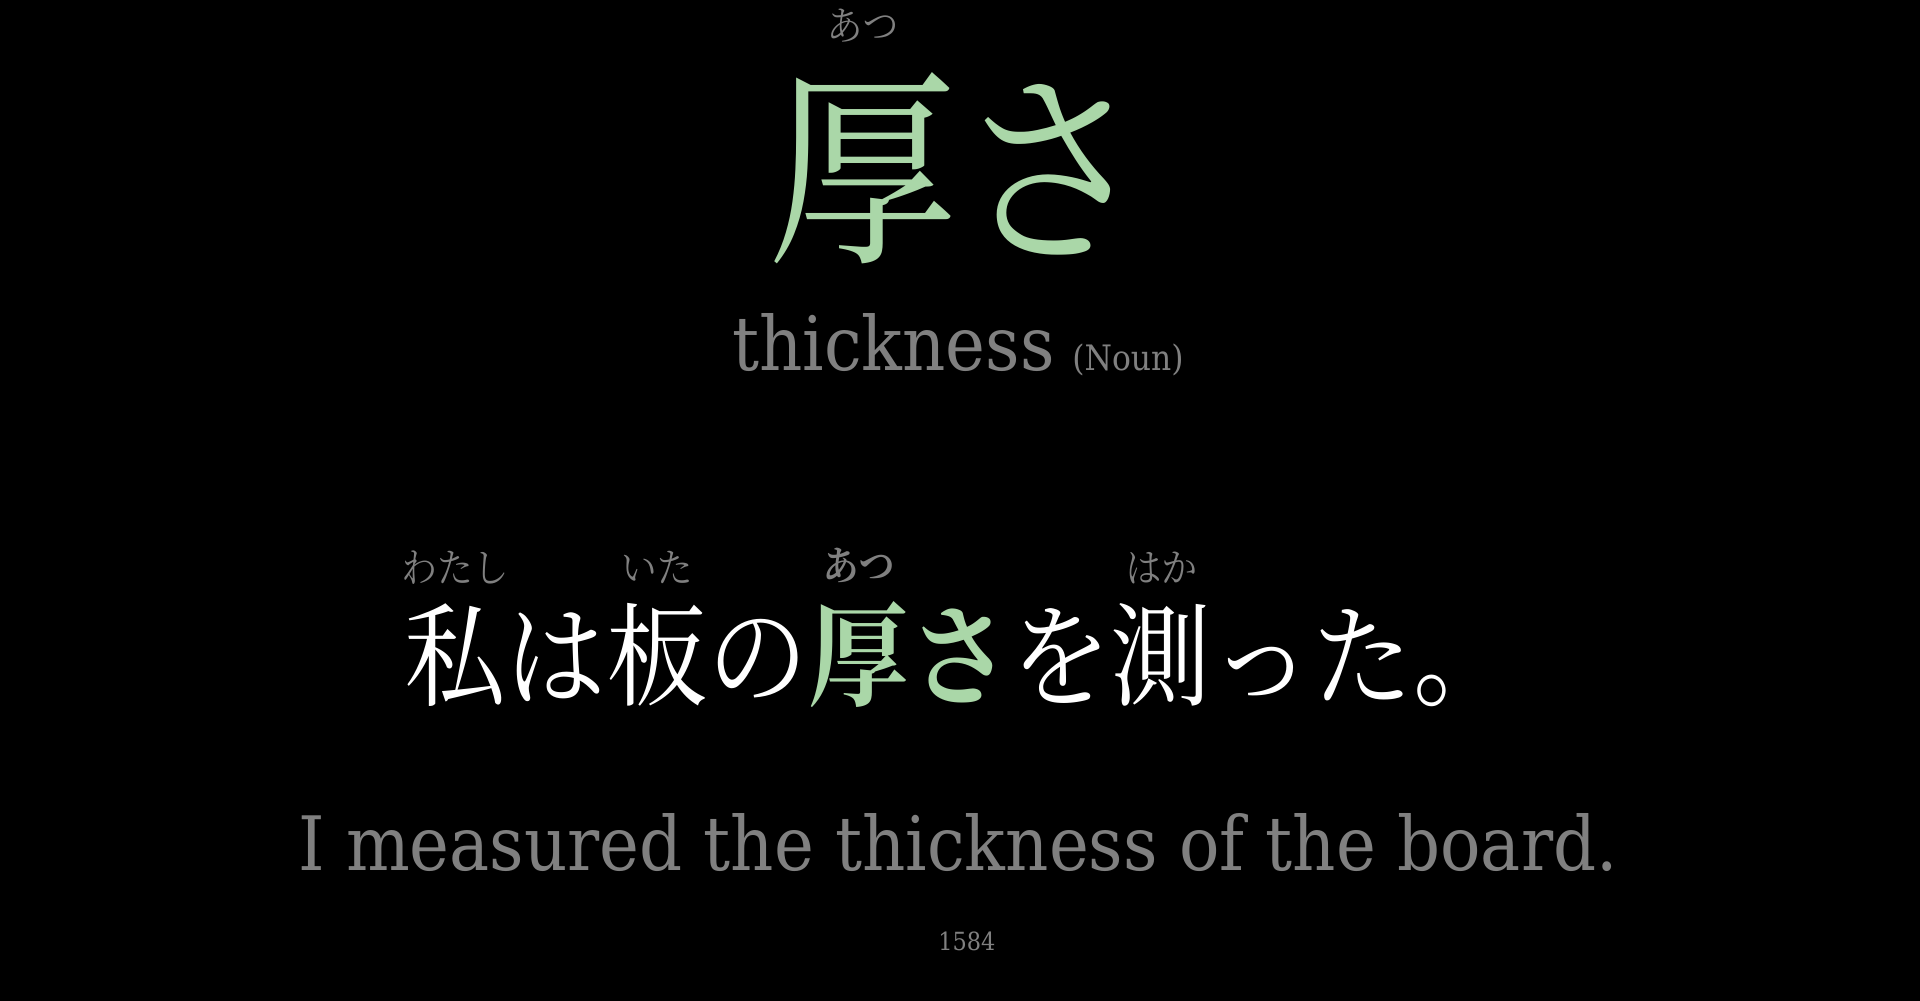 あつ
厚さ
thickness (Noun)
わたし いた あつ はか
私は板の厚さを測った。
I measured the thickness of the board.
1584